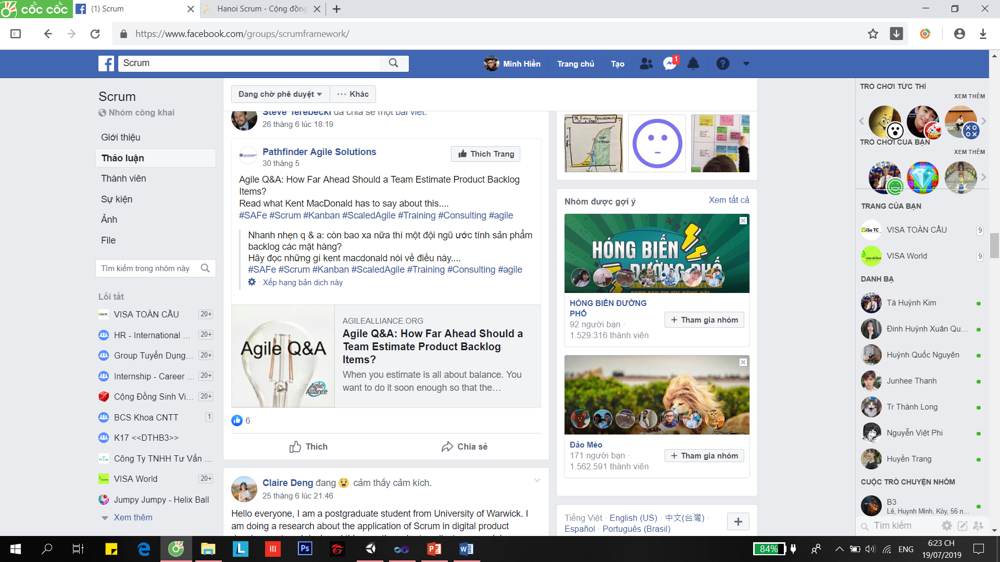 cốc cốc
(1) Scrum
Hanoi Scrum - Cộng đồng
https://www.facebook.com/groups/scrumframework/
Scrum
Minh Hiền
Trang chủ
Tạo
1
Scrum
Nhóm công khai
Giới thiệu
Thảo luận
Thành viên
Sự kiện
Ảnh
File
Tìm kiếm trong nhóm này
Lối tắt
VISA TOÀN CẦU 20+
HR - International ... 20+
Group Tuyển Dụng... 20+
Internship - Career ... 20+
Cộng Đồng Sinh Vi... 20+
BCS Khoa CNTT 1
K17 <<DTHB3>>
Công Ty TNHH Tư Vấn ...
VISA World 20+
Jumpy Jumpy - Helix Ball
Xem thêm
Đang chờ phê duyệt
Khác
Steve Terebecki đã chia sẻ một bài viết.
26 tháng 6 lúc 18:19
Pathfinder Agile Solutions
30 tháng 5
Thích Trang
Agile Q&A: How Far Ahead Should a Team Estimate Product Backlog
Items?
Read what Kent MacDonald has to say about this....
#SAFe #Scrum #Kanban #ScaledAgile #Training #Consulting #agile
Nhanh nhẹn q & a: còn bao xa nữa thì một đội ngũ ước tính sản phẩm
backlog các mặt hàng?
Hãy đọc những gì kent macdonald nói về điều này....
#SAFe #Scrum #Kanban #ScaledAgile #Training #Consulting #agile
· Xếp hạng bản dịch này
Agile Q&A
Agile
Alliance
AGILEALLIANCE.ORG
Agile Q&A: How Far Ahead Should a
Team Estimate Product Backlog
Items?
When you estimate is all about balance. You
want to do it soon enough so that the…
6
Thích
Chia sẻ
Claire Deng đang cảm thấy cảm kích.
25 tháng 6 lúc 21:46
Hello everyone, I am a postgraduate student from University of Warwick. I
am doing a research about the application of Scrum in digital product
Nhóm được gợi ý
Xem tất cả
HÓNG BIẾN
ĐƯỜNG PHỐ
HÓNG BIẾN ĐƯỜNG
PHỐ
92 người bạn ·
1.529.316 thành viên
+ Tham gia nhóm
Đảo Mèo
171 người bạn ·
1.562.591 thành viên
+ Tham gia nhóm
Tiếng Việt · English (US) · 中文(台灣) ·
Español · Português (Brasil)
TRÒ CHƠI TỨC THÌ
XEM THÊM
TRÒ CHƠI CỦA BẠN
XEM THÊM
TRANG CỦA BẠN
VISA TOÀN CẦU 9
VISA World 9
DANH BẠ
Tá Huỳnh Kim
Đinh Huỳnh Xuân Qu...
Huỳnh Quốc Nguyên
Junhee Thanh
Tr Thành Long
Nguyễn Việt Phi
Huyền Trang
CUỘC TRÒ CHUYỆN NHÓM
B3
Lê, Huynh Minh, Kòy, 56 n...
Tìm kiếm
84%
ENG
6:23 CH
19/07/2019